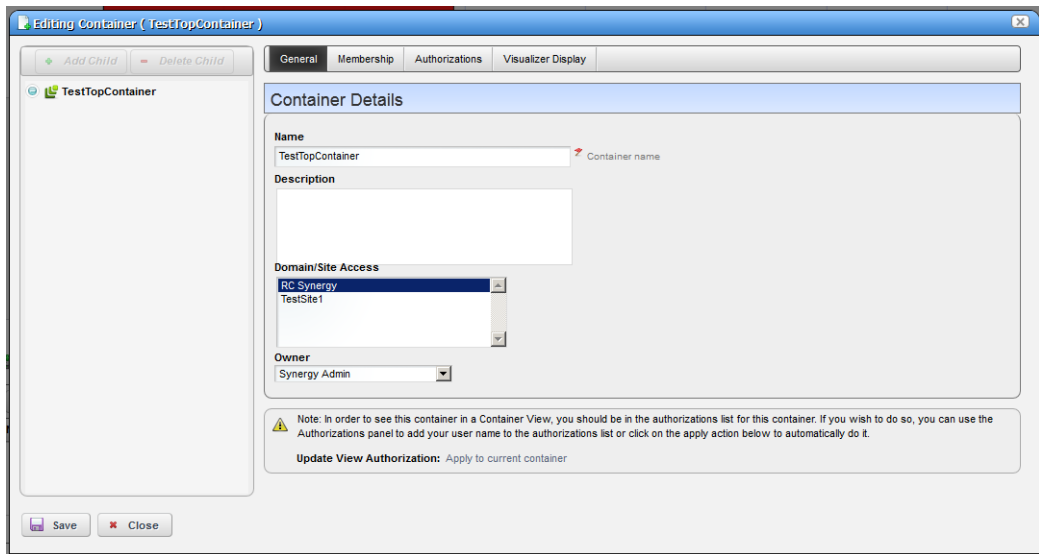 Editing Container ( TestTopContainer )
Add Child
Delete Child
TestTopContainer
General
Membership
Authorizations
Visualizer Display
Container Details
Name
TestTopContainer
Container name
Description
Domain/Site Access
RC Synergy
TestSite1
Owner
Synergy Admin
Note: In order to see this container in a Container View, you should be in the authorizations list for this container. If you wish to do so, you can use the
Authorizations panel to add your user name to the authorizations list or click on the apply action below to automatically do it.
Update View Authorization: Apply to current container
Save
Close